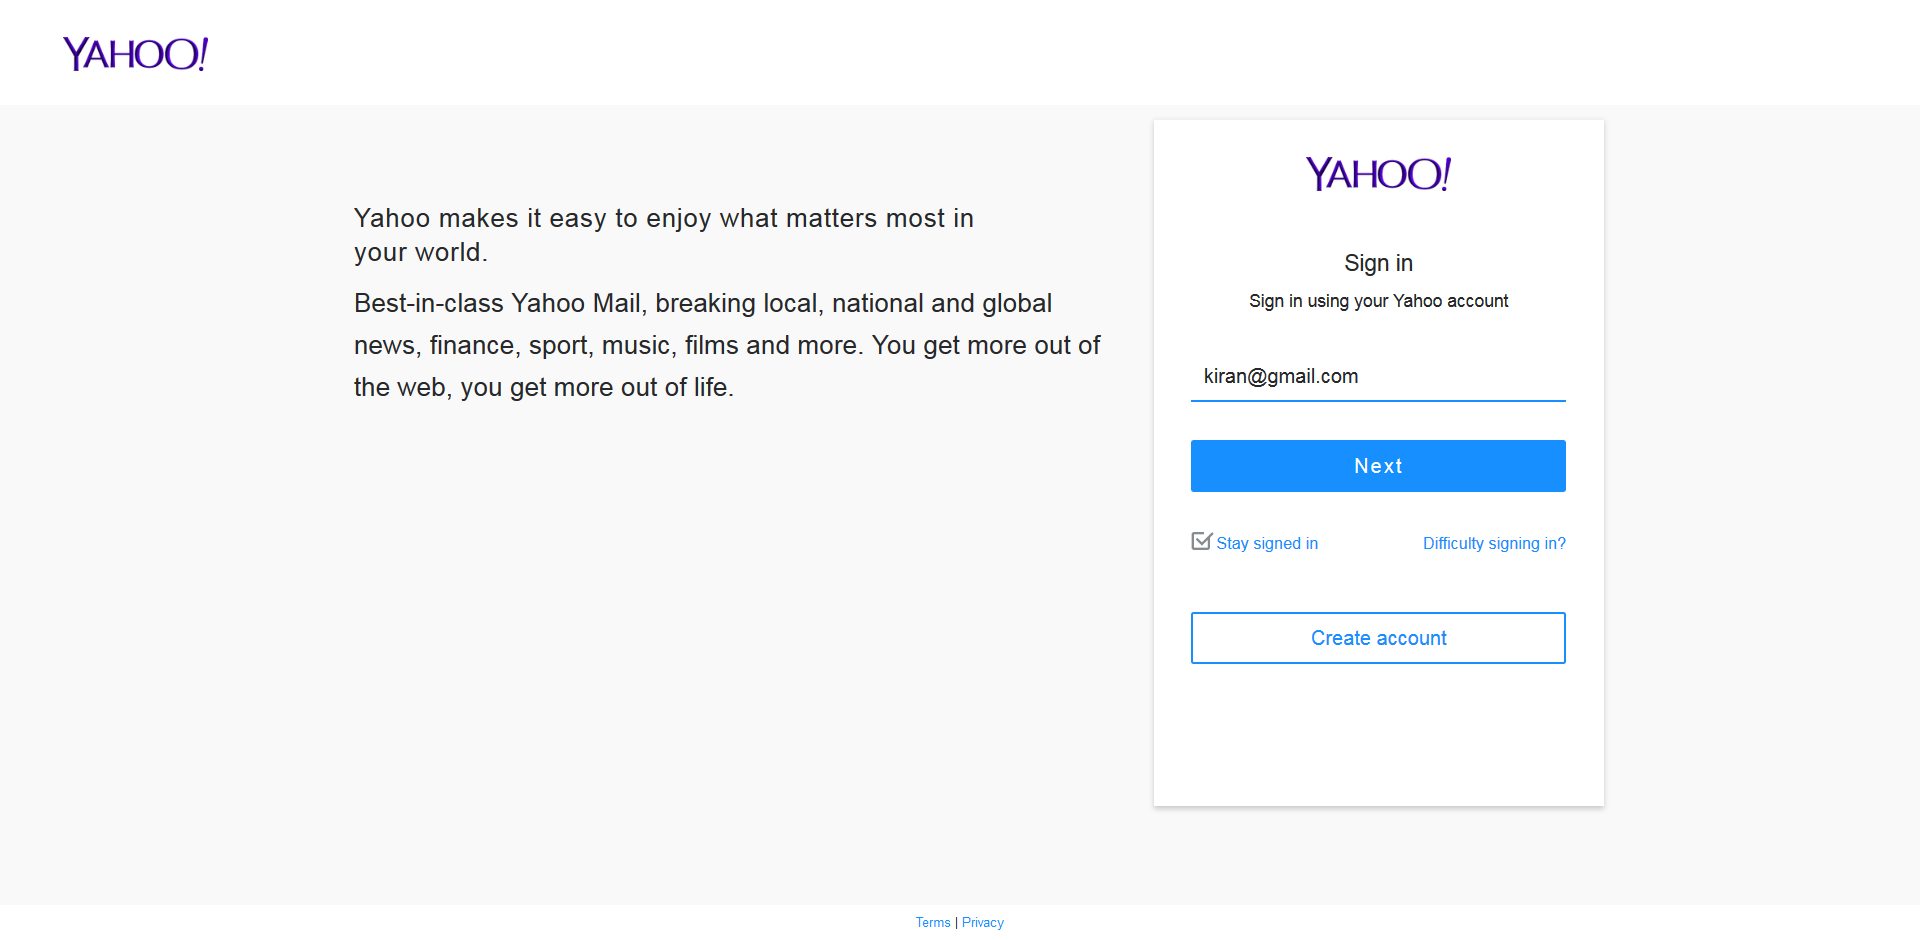 YAHOO!
Yahoo makes it easy to enjoy what matters most in
your world.
Best-in-class Yahoo Mail, breaking local, national and global
news, finance, sport, music, films and more. You get more out of
the web, you get more out of life.
YAHOO!
Sign in
Sign in using your Yahoo account
kiran@gmail.com
Next
Stay signed in
Difficulty signing in?
Create account
Terms | Privacy